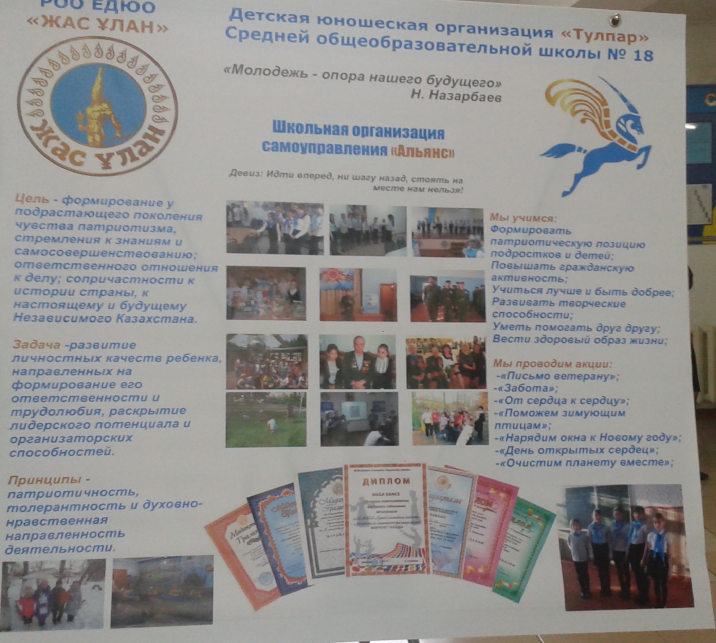 РОО ЕДЮО
«ЖАС ҰЛАН»
ЖАС ҰЛАН
Детская юношеская организация «Тулпар»
Средней общеобразовательной школы № 18
«Молодежь - опора нашего будущего»
Н. Назарбаев
Школьная организация
самоуправления «Альянс»
Девиз: Идти вперед, ни шагу назад, стоять на
месте нам нельзя!
Цель - формирование у
подрастающего поколения
чувства патриотизма,
стремления к знаниям и
самосовершенствованию;
ответственного отношения
к делу; сопричастности к
истории страны, к
настоящему и будущему
Независимого Казахстана.
Задача -развитие
личностных качеств ребенка,
направленных на
формирование его
ответственности и
трудолюбия, раскрытие
лидерского потенциала и
организаторских
способностей.
Принципы -
патриотичность,
толерантность и духовно-
нравственная
направленность
деятельности.
Мы учимся:
Формировать
патриотическую позицию
подростков и детей;
Повышать гражданскую
активность;
Учиться лучше и быть добрее;
Развивать творческие
способности;
Уметь помогать друг другу;
Вести здоровый образ жизни;
Мы проводим акции:
-«Письмо ветерану»;
-«Забота»;
-«От сердца к сердцу»;
-«Поможем зимующим
птицам»;
-«Нарядим окна к Новому году»;
-«День открытых сердец»;
-«Очистим планету вместе»;
ДИПЛОМ